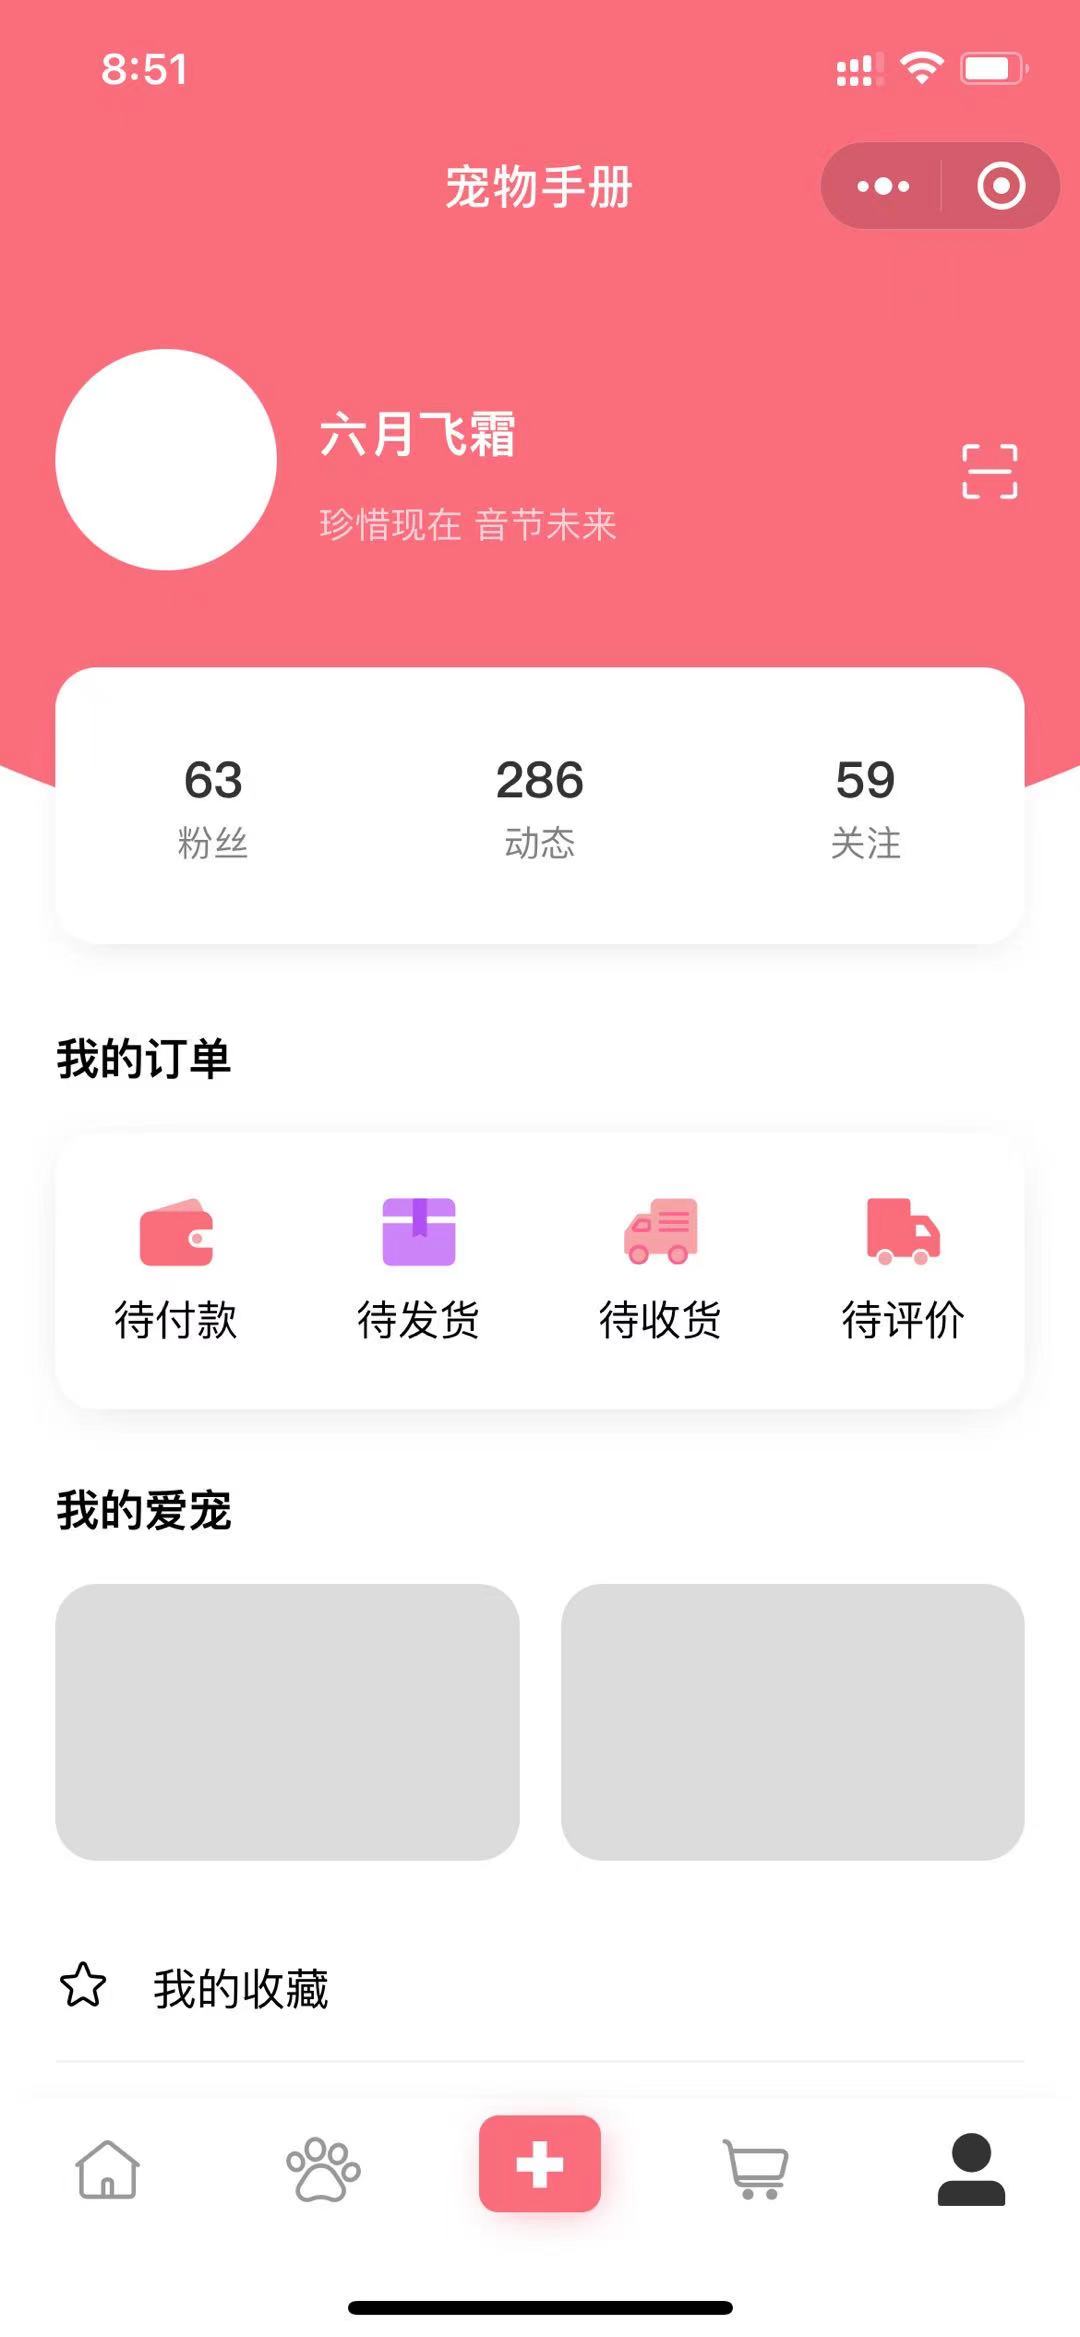 8:51
宠物手册
六月飞霜
珍惜现在 音节未来
63 286 59
粉丝 动态 关注
我的订单
待付款 待发货 待收货 待评价
我的爱宠
我的收藏